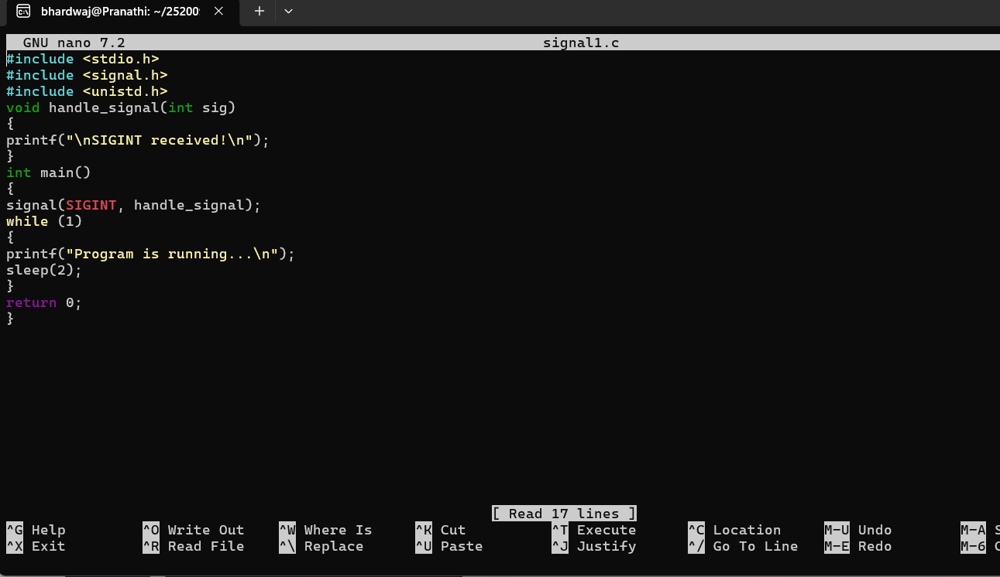 bhardwaj@Pranathi: ~/25200
GNU nano 7.2 signal1.c
#include <stdio.h>
#include <signal.h>
#include <unistd.h>
void handle_signal(int sig)
{
printf("\nSIGINT received!\n");
}
int main()
{
signal(SIGINT, handle_signal);
while (1)
{
printf("Program is running...\n");
sleep(2);
}
return 0;
}
[ Read 17 lines ]
^G Help ^O Write Out ^W Where Is ^K Cut ^T Execute ^C Location M-U Undo M-A
^X Exit ^R Read File ^\ Replace ^U Paste ^J Justify ^/ Go To Line M-E Redo M-6